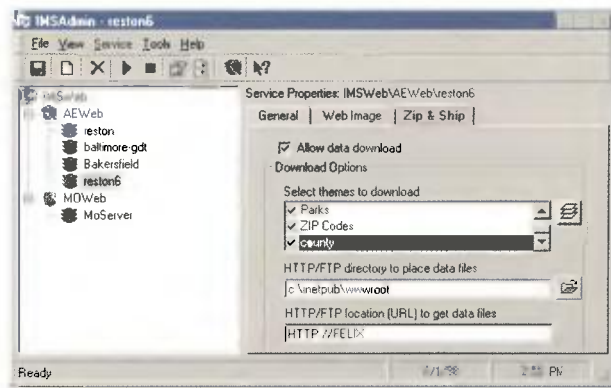 IMSAdmin - reston6
File View Service Tools Help
IMSWeb
AEWeb
reston
baltimore-gdt
Bakersfield
reston6
MOWeb
MoServer
Service Properties: IMSWeb\AEWeb\reston6
General Web Image Zip & Ship
Allow data download
Download Options
Select themes to download
Parks
ZIP Codes
county
HTTP/FTP directory to place data files
c:\inetpub\wwwroot
HTTP/FTP location (URL) to get data files
HTTP://FELIX
Ready
PM